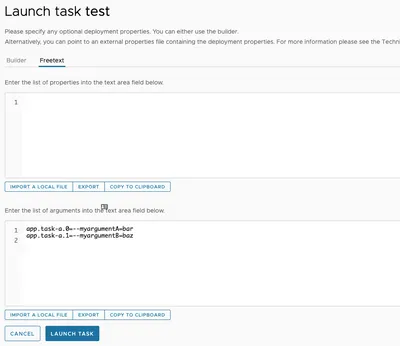 Launch task test
Please specify any optional deployment properties. You can either use the builder.
Alternatively, you can point to an external properties file containing the deployment properties. For more information please see the Techni
Builder Freetext
Enter the list of properties into the text area field below.
1
IMPORT A LOCAL FILE EXPORT COPY TO CLIPBOARD
Enter the list of arguments into the text area field below.
1 app.task-a.0=--myargumentA=bar
2 app.task-a.1=--myargumentB=baz
IMPORT A LOCAL FILE EXPORT COPY TO CLIPBOARD
CANCEL LAUNCH TASK